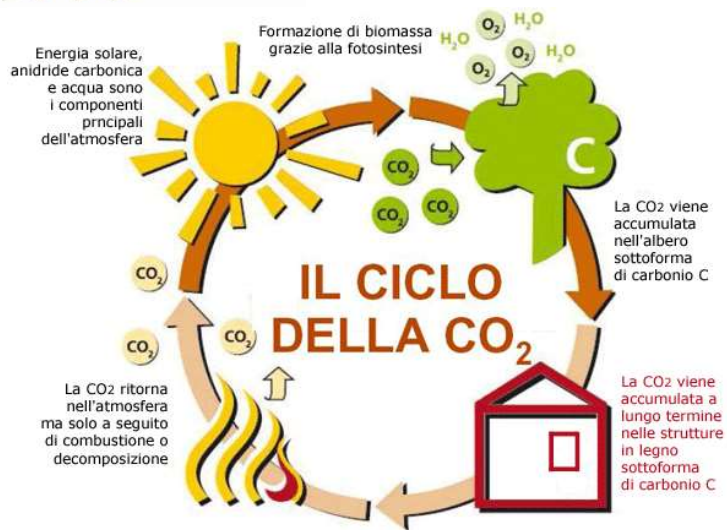 Energia solare,
anidride carbonica
e acqua sono
i componenti
prncipali
dell'atmosfera
Formazione di biomassa
grazie alla fotosintesi
H2O
O2
H2O
O2
O2
H2O
C
CO2
CO2
CO2
La CO2 viene
accumulata
nell'albero
sottoforma
di carbonio C
IL CICLO
DELLA CO2
CO2
CO2
CO2
La CO2 ritorna
nell'atmosfera
ma solo a seguito
di combustione o
decomposizione
La CO2 viene
accumulata a
lungo termine
nelle strutture
in legno
sottoforma
di carbonio C